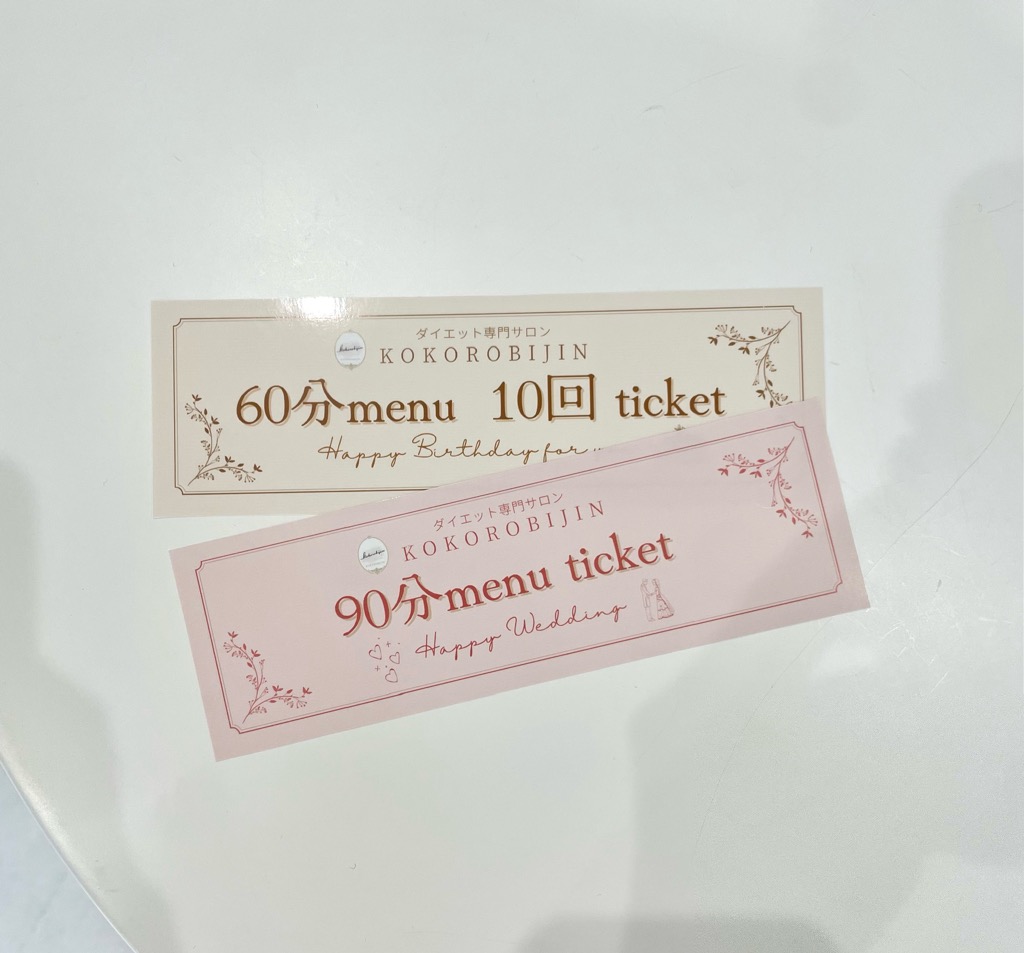 ダイエット専門サロン
KOKOROBIJIN
60分menu 10回 ticket
Happy Birthday for
ダイエット専門サロン
KOKOROBIJIN
90分menu ticket
Happy Wedding